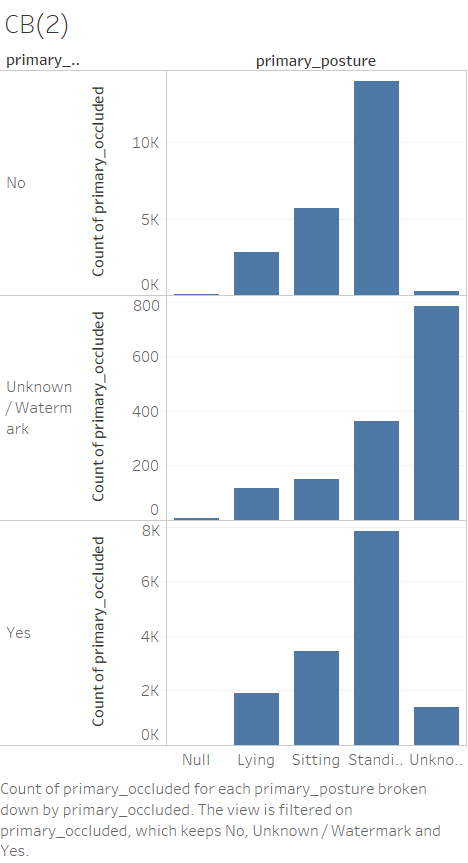 CB(2)
primary_..
primary_posture
No
Count of primary_occluded
10K
5K
0K
Unknown
/ Waterm
ark
Count of primary_occluded
800
600
400
200
0
Yes
Count of primary_occluded
8K
6K
4K
2K
0K
Null Lying Sitting Standi.. Unkno..
Count of primary_occluded for each primary_posture broken
down by primary_occluded. The view is filtered on
primary_occluded, which keeps No, Unknown / Watermark and
Yes.